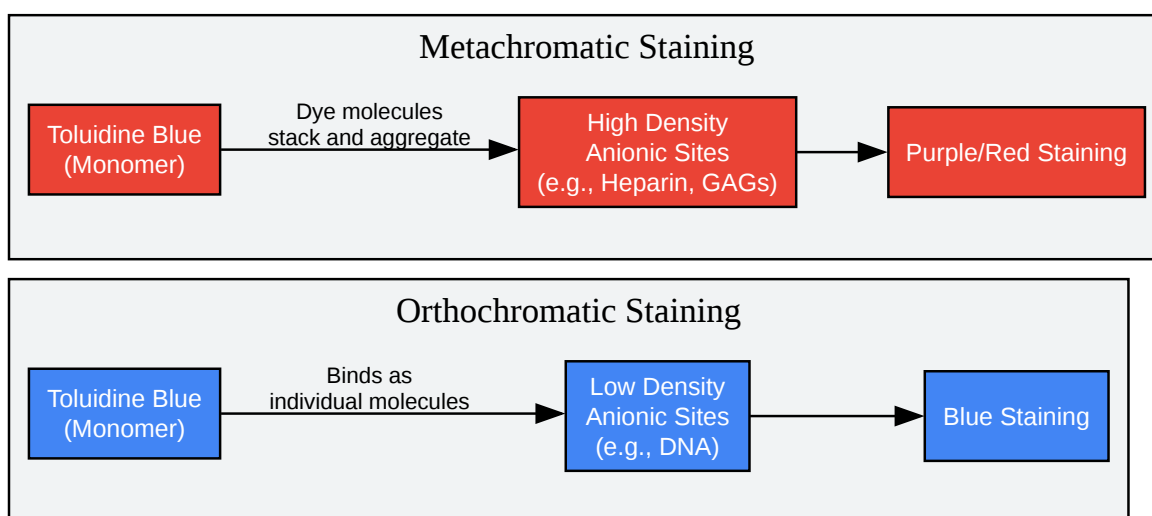 Metachromatic Staining
Toluidine Blue
(Monomer)
Dye molecules
stack and aggregate
High Density
Anionic Sites
(e.g., Heparin, GAGs)
Purple/Red Staining
Orthochromatic Staining
Toluidine Blue
(Monomer)
Binds as
individual molecules
Low Density
Anionic Sites
(e.g., DNA)
Blue Staining